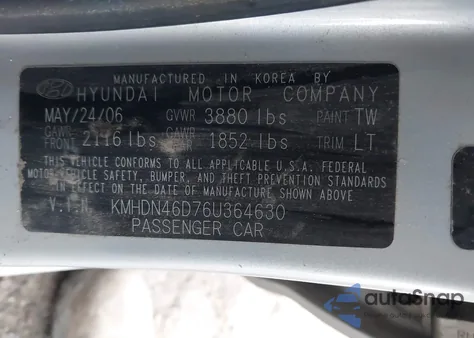 MANUFACTURED IN KOREA BY
HYUNDAI MOTOR COMPANY
MAY/24/06 GVWR 3880 lbs PAINT TW
GAWR FRONT 2116 lbs GAWR 1852 lbs TRIM LT
THIS VEHICLE CONFORMS TO ALL APPLICABLE U.S.A. FEDERAL
MOTOR VEHICLE SAFETY, BUMPER, AND THEFT PREVENTION STANDARDS
IN EFFECT ON THE DATE OF MANUFACTURE SHOWN ABOVE
V.I.N. KMHDN46D76U364630
PASSENGER CAR
autoSnap